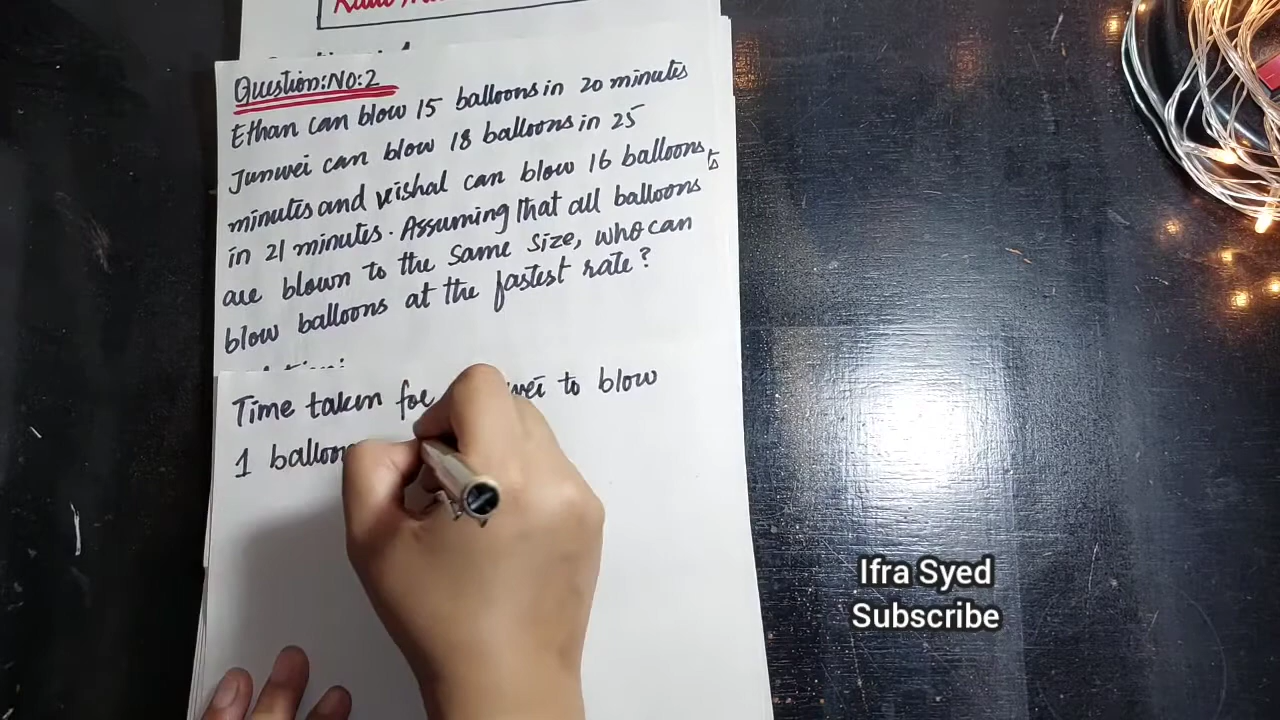 Question:No:2
Ethan can blow 15 balloons in 20 minutes
Junwei can blow 18 balloons in 25
minutes and vishal can blow 16 balloons
in 21 minutes. Assuming that all balloons
are blown to the same size, who can
blow balloons at the fastest rate?
Time taken for to blow
1 balloon
Ifra Syed
Subscribe